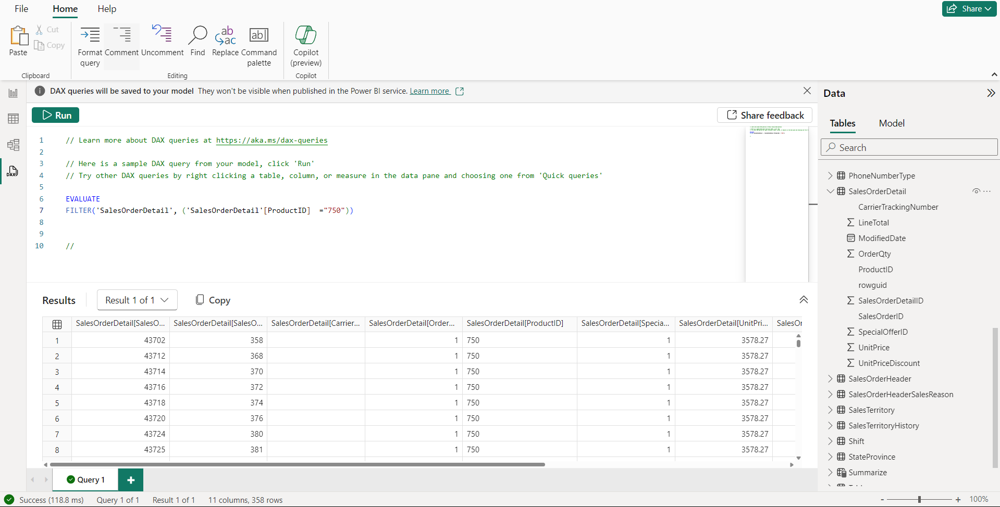 File Home Help
Share
Paste
Cut
Copy
Format query
Comment
Uncomment
Find
Replace
Command palette
Copilot (preview)
Clipboard
Editing
Copilot
DAX queries will be saved to your model They won't be visible when published in the Power BI service. Learn more
Run
Share feedback
1 // Learn more about DAX queries at https://aka.ms/dax-queries
2
3 // Here is a sample DAX query from your model, click 'Run'
4 // Try other DAX queries by right clicking a table, column, or measure in the data pane and choosing one from 'Quick queries'
5
6 EVALUATE
7 FILTER('SalesOrderDetail', ('SalesOrderDetail'[ProductID]  ="750"))
8
9
10 //
Results
Result 1 of 1
Copy
SalesOrderDetail[SalesO... SalesOrderDetail[SalesO... SalesOrderDetail[Carrier... SalesOrderDetail[Order... SalesOrderDetail[ProductID] SalesOrderDetail[Specia... SalesOrderDetail[UnitPri... SalesOr
1 43702 358 1 750 1 3578.27
2 43712 368 1 750 1 3578.27
3 43714 370 1 750 1 3578.27
4 43716 372 1 750 1 3578.27
5 43718 374 1 750 1 3578.27
6 43720 376 1 750 1 3578.27
7 43724 380 1 750 1 3578.27
8 43725 381 1 750 1 3578.27
Query 1
Success (118.8 ms) Query 1 of 1 Result 1 of 1 11 columns, 358 rows
DAX
Data
Tables Model
Search
PhoneNumberType
SalesOrderDetail
CarrierTrackingNumber
LineTotal
ModifiedDate
OrderQty
ProductID
rowguid
SalesOrderDetailID
SalesOrderID
SpecialOfferID
UnitPrice
UnitPriceDiscount
SalesOrderHeader
SalesOrderHeaderSalesReason
SalesTerritory
SalesTerritoryHistory
Shift
StateProvince
Summarize
- + 100%